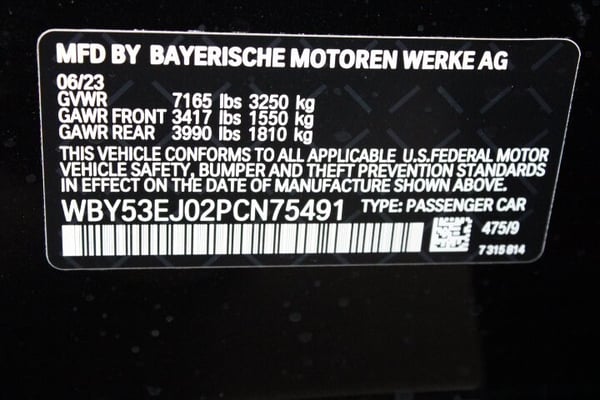 MFD BY BAYERISCHE MOTOREN WERKE AG
06/23
GVWR 7165 lbs 3250 kg
GAWR FRONT 3417 lbs 1550 kg
GAWR REAR 3990 lbs 1810 kg
THIS VEHICLE CONFORMS TO ALL APPLICABLE U.S.FEDERAL MOTOR
VEHICLE SAFETY, BUMPER AND THEFT PREVENTION STANDARDS
IN EFFECT ON THE DATE OF MANUFACTURE SHOWN ABOVE.
WBY53EJ02PCN75491 TYPE: PASSENGER CAR
475/9
7 315 814